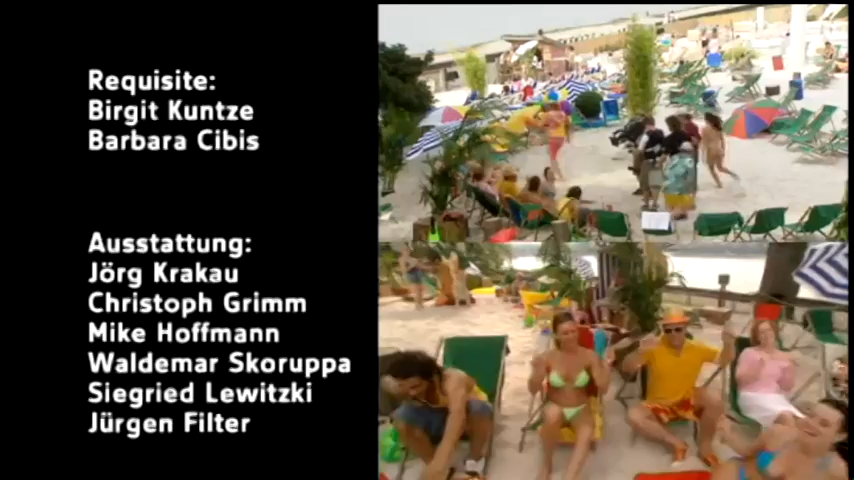 Requisite:
Birgit Kuntze
Barbara Cibis
Ausstattung:
Jörg Krakau
Christoph Grimm
Mike Hoffmann
Waldemar Skoruppa
Siegried Lewitzki
Jürgen Filter